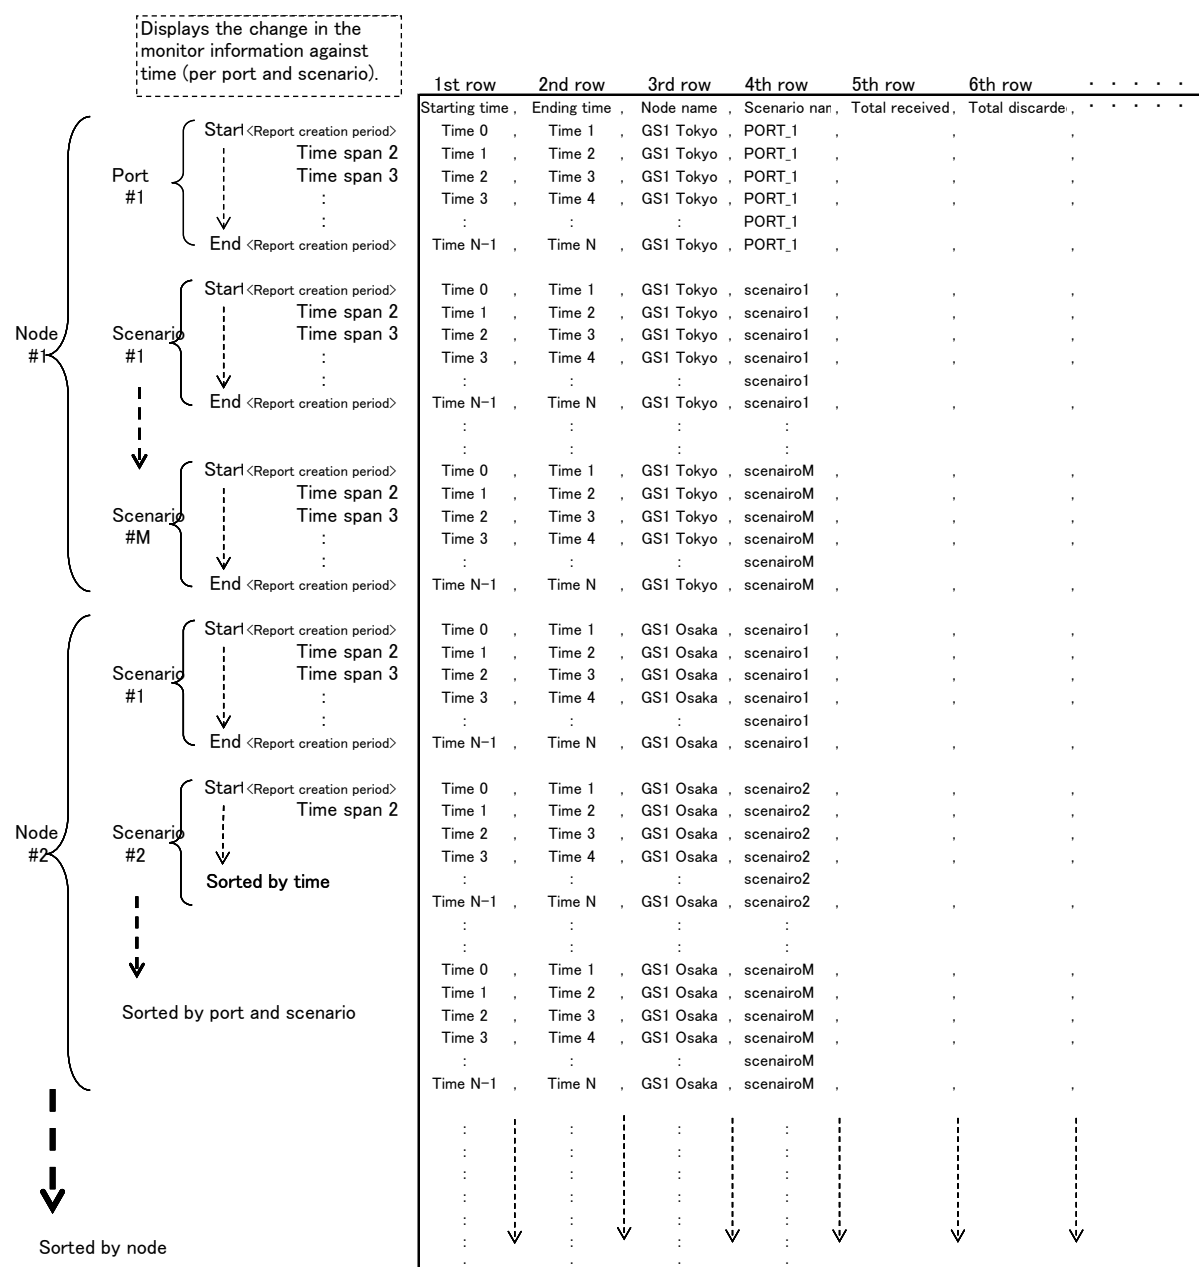 Displays the change in the
monitor information against
time (per port and scenario).
1st row 2nd row 3rd row 4th row 5th row 6th row · · · · ·
Starting time , Ending time , Node name , Scenario nar , Total received , Total discarde , · · · · ·
Start <Report creation period> Time 0 , Time 1 , GS1 Tokyo , PORT_1 , , ,
Time span 2 Time 1 , Time 2 , GS1 Tokyo , PORT_1 , , ,
Port Time span 3 Time 2 , Time 3 , GS1 Tokyo , PORT_1 , , ,
#1 : Time 3 , Time 4 , GS1 Tokyo , PORT_1 , , ,
: : : : PORT_1
End <Report creation period> Time N-1 , Time N , GS1 Tokyo , PORT_1 , , ,
Start <Report creation period> Time 0 , Time 1 , GS1 Tokyo , scenairo1 , , ,
Time span 2 Time 1 , Time 2 , GS1 Tokyo , scenairo1 , , ,
Node Scenario Time span 3 Time 2 , Time 3 , GS1 Tokyo , scenairo1 , , ,
#1 #1 : Time 3 , Time 4 , GS1 Tokyo , scenairo1 , , ,
: : : : scenairo1
End <Report creation period> Time N-1 , Time N , GS1 Tokyo , scenairo1 , , ,
: : : :
: : : :
Start <Report creation period> Time 0 , Time 1 , GS1 Tokyo , scenairoM , , ,
Time span 2 Time 1 , Time 2 , GS1 Tokyo , scenairoM , , ,
Scenario Time span 3 Time 2 , Time 3 , GS1 Tokyo , scenairoM , , ,
#M : Time 3 , Time 4 , GS1 Tokyo , scenairoM , , ,
: : : : scenairoM
End <Report creation period> Time N-1 , Time N , GS1 Tokyo , scenairoM , , ,
Start <Report creation period> Time 0 , Time 1 , GS1 Osaka , scenairo1 , , ,
Time span 2 Time 1 , Time 2 , GS1 Osaka , scenairo1 , , ,
Scenario Time span 3 Time 2 , Time 3 , GS1 Osaka , scenairo1 , , ,
#1 : Time 3 , Time 4 , GS1 Osaka , scenairo1 , , ,
: : : : scenairo1
End <Report creation period> Time N-1 , Time N , GS1 Osaka , scenairo1 , , ,
Start <Report creation period> Time 0 , Time 1 , GS1 Osaka , scenairo2 , , ,
Time span 2 Time 1 , Time 2 , GS1 Osaka , scenairo2 , , ,
Node Scenario Time 2 , Time 3 , GS1 Osaka , scenairo2 , , ,
#2 #2 Time 3 , Time 4 , GS1 Osaka , scenairo2 , , ,
Sorted by time : : : scenairo2
Time N-1 , Time N , GS1 Osaka , scenairo2 , , ,
: : : :
: : : :
Time 0 , Time 1 , GS1 Osaka , scenairoM , , ,
Time 1 , Time 2 , GS1 Osaka , scenairoM , , ,
Sorted by port and scenario Time 2 , Time 3 , GS1 Osaka , scenairoM , , ,
Time 3 , Time 4 , GS1 Osaka , scenairoM , , ,
: : : scenairoM
Time N-1 , Time N , GS1 Osaka , scenairoM , , ,
: : : :
: : : :
: : : :
: : : :
: : : :
Sorted by node : : : :
: : : :